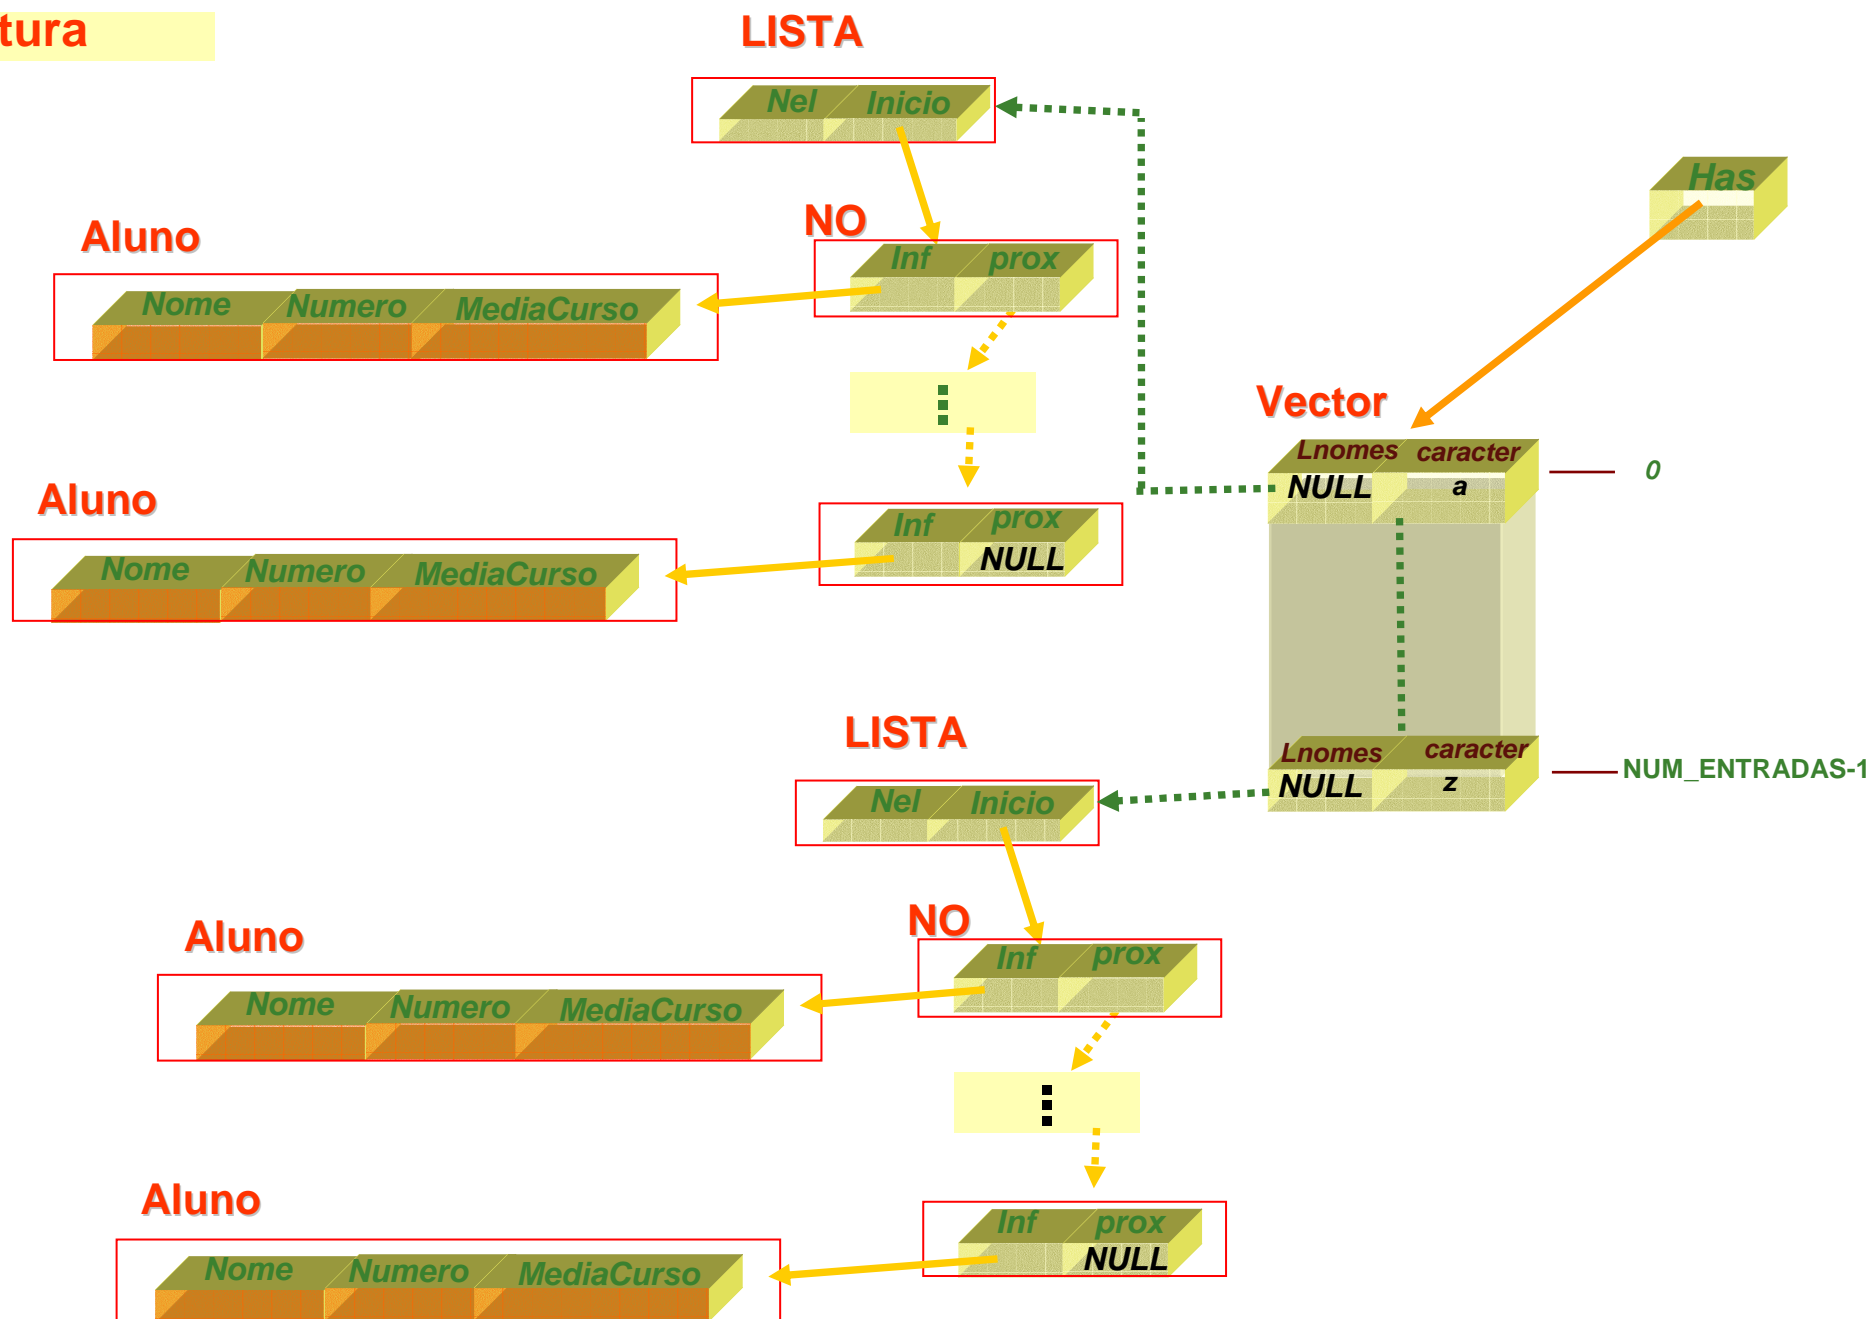 tura
LISTA
Nel Inicio
Has
Aluno
NO
Inf prox
Nome Numero MediaCurso
Vector
Lnomes caracter
NULL a
0
Aluno
Inf prox
NULL
Nome Numero MediaCurso
LISTA
Lnomes caracter
NULL z
NUM_ENTRADAS-1
Nel Inicio
Aluno
NO
Inf prox
Nome Numero MediaCurso
Aluno
Inf prox
NULL
Nome Numero MediaCurso